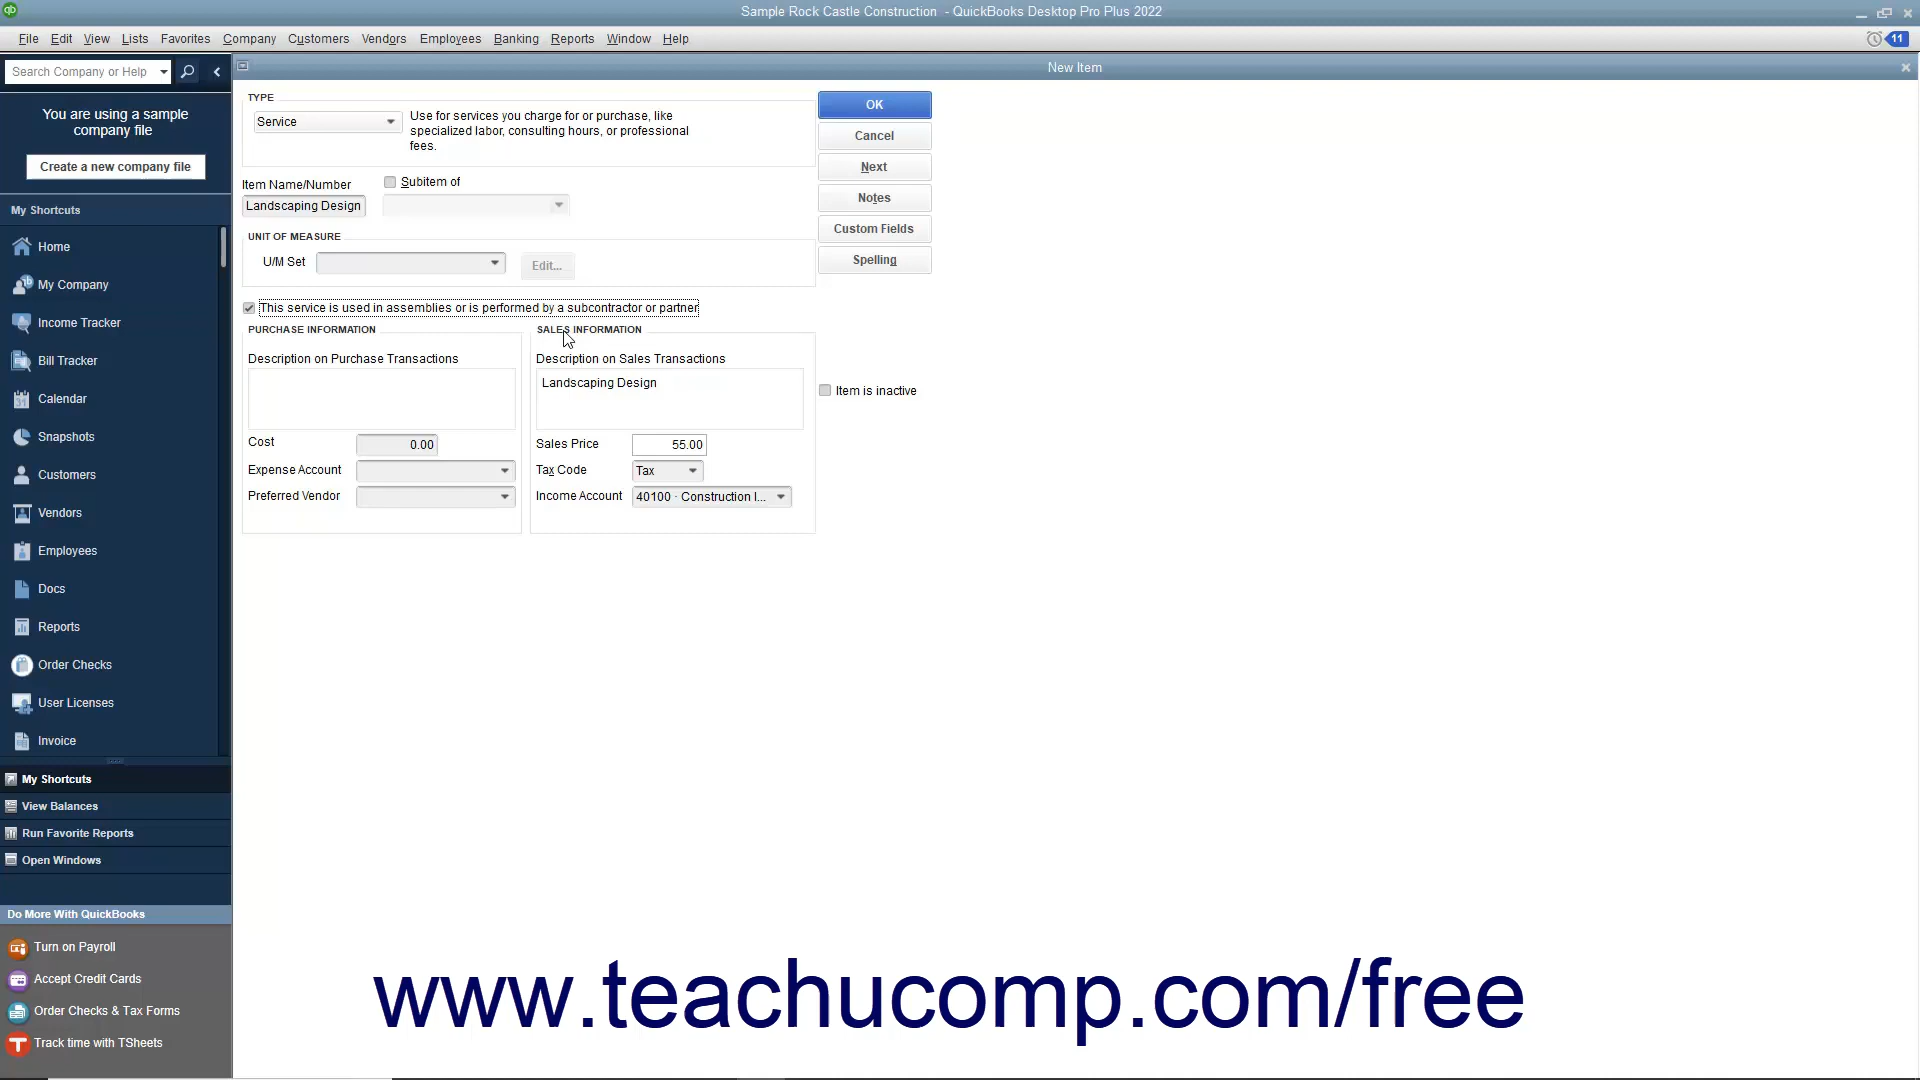 Sample Rock Castle Construction - QuickBooks Desktop Pro Plus 2022
File Edit View Lists Favorites Company Customers Vendors Employees Banking Reports Window Help
11
Search Company or Help
New Item
You are using a sample
company file
Create a new company file
My Shortcuts
Home
My Company
Income Tracker
Bill Tracker
Calendar
Snapshots
Customers
Vendors
Employees
Docs
Reports
Order Checks
User Licenses
Invoice
My Shortcuts
View Balances
Run Favorite Reports
Open Windows
Do More With QuickBooks
Turn on Payroll
Accept Credit Cards
Order Checks & Tax Forms
Track time with TSheets
TYPE
Service
Use for services you charge for or purchase, like
specialized labor, consulting hours, or professional
fees.
Item Name/Number
Subitem of
Landscaping Design
UNIT OF MEASURE
U/M Set
Edit...
This service is used in assemblies or is performed by a subcontractor or partner
PURCHASE INFORMATION
Description on Purchase Transactions
Cost 0.00
Expense Account
Preferred Vendor
SALES INFORMATION
Description on Sales Transactions
Landscaping Design
Sales Price 55.00
Tax Code Tax
Income Account 40100 · Construction I...
OK
Cancel
Next
Notes
Custom Fields
Spelling
Item is inactive
www.teachucomp.com/free